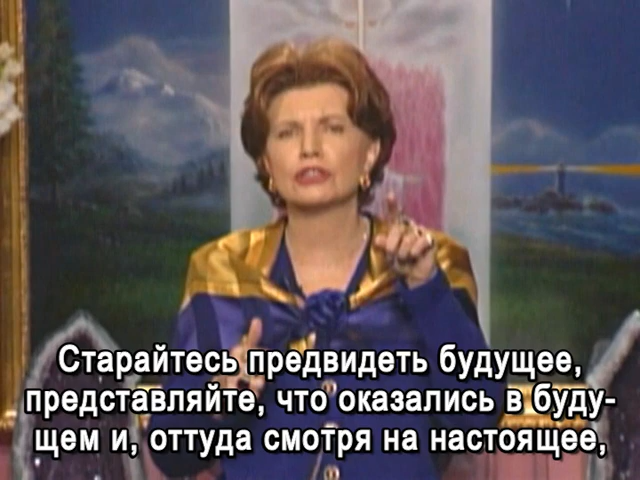 Старайтесь предвидеть будущее,
представляйте, что оказались в буду-
щем и, оттуда смотря на настоящее,